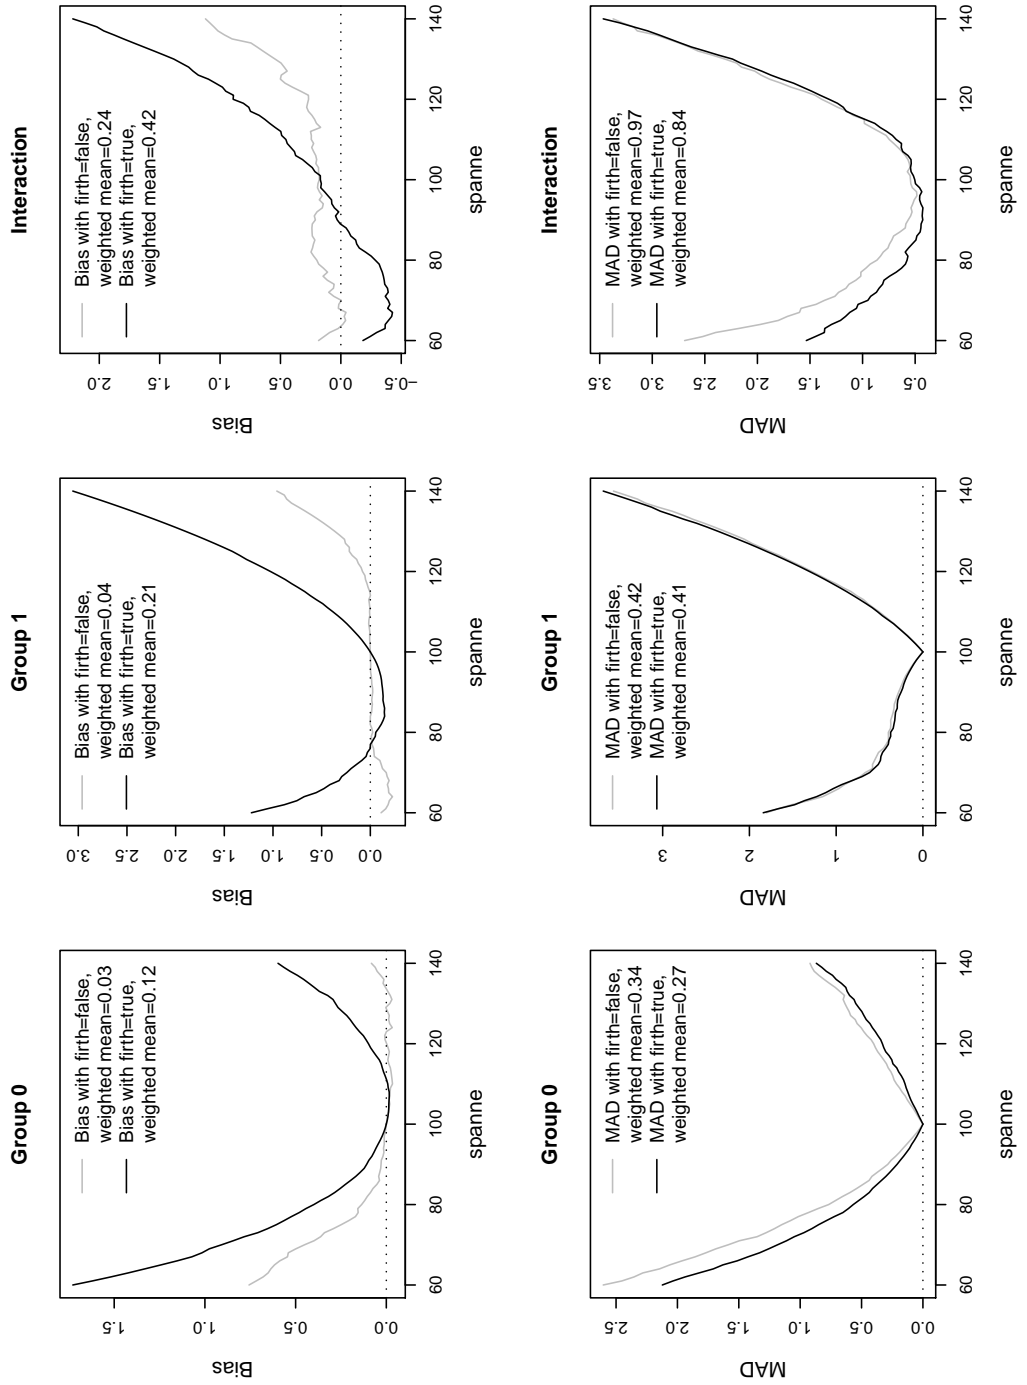 Group 0
Bias
1.5
1.0
0.5
0.0
Bias with firth=false,
weighted mean=0.03
Bias with firth=true,
weighted mean=0.12
60 80 100 120 140
spanne
Group 1
Bias
3.0
2.5
2.0
1.5
1.0
0.5
0.0
Bias with firth=false,
weighted mean=0.04
Bias with firth=true,
weighted mean=0.21
60 80 100 120 140
spanne
Interaction
Bias
2.0
1.5
1.0
0.5
0.0
−0.5
Bias with firth=false,
weighted mean=0.24
Bias with firth=true,
weighted mean=0.42
60 80 100 120 140
spanne
Group 0
MAD
2.5
2.0
1.5
1.0
0.5
0.0
MAD with firth=false,
weighted mean=0.34
MAD with firth=true,
weighted mean=0.27
60 80 100 120 140
spanne
Group 1
MAD
3
2
1
0
MAD with firth=false,
weighted mean=0.42
MAD with firth=true,
weighted mean=0.41
60 80 100 120 140
spanne
Interaction
MAD
3.5
3.0
2.5
2.0
1.5
1.0
0.5
MAD with firth=false,
weighted mean=0.97
MAD with firth=true,
weighted mean=0.84
60 80 100 120 140
spanne